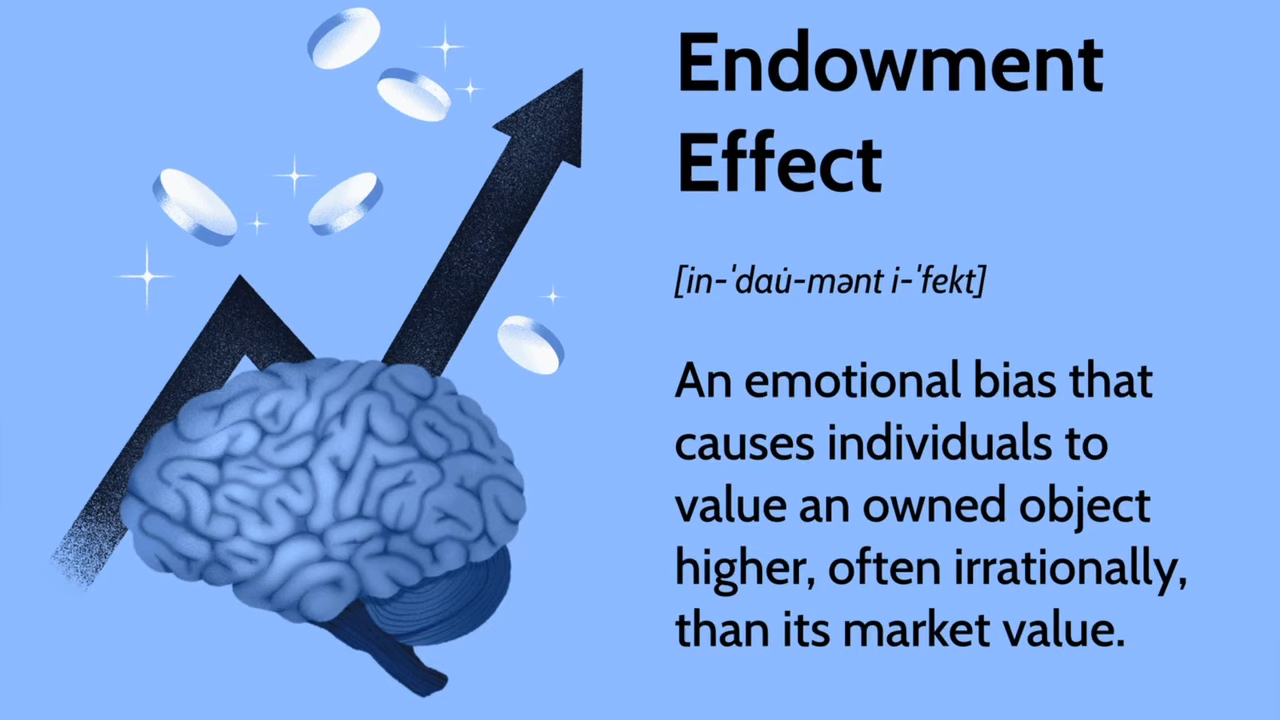 Endowment
Effect
[in-ˈdau̇-mənt i-ˈfekt]
An emotional bias that
causes individuals to
value an owned object
higher, often irrationally,
than its market value.